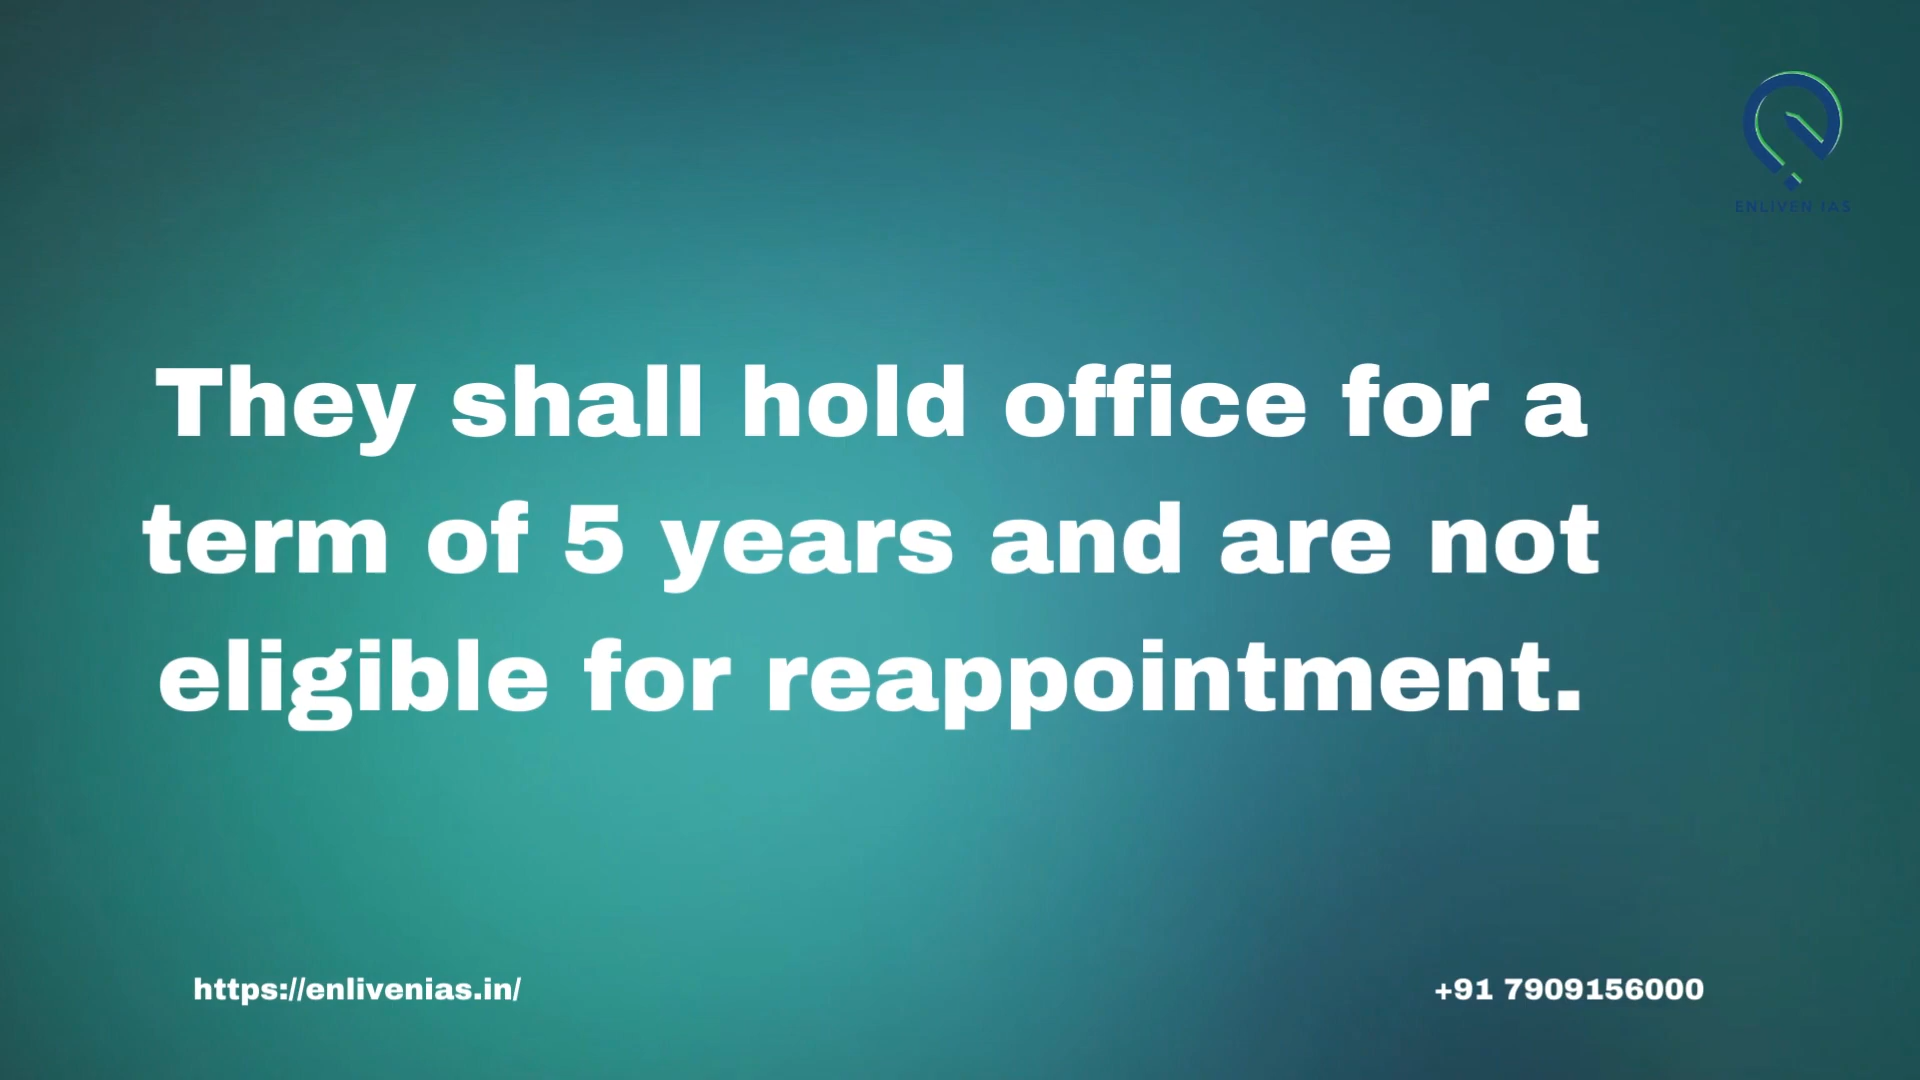 ENLIVEN IAS
They shall hold office for a
term of 5 years and are not
eligible for reappointment.
https://enlivenias.in/
+91 7909156000